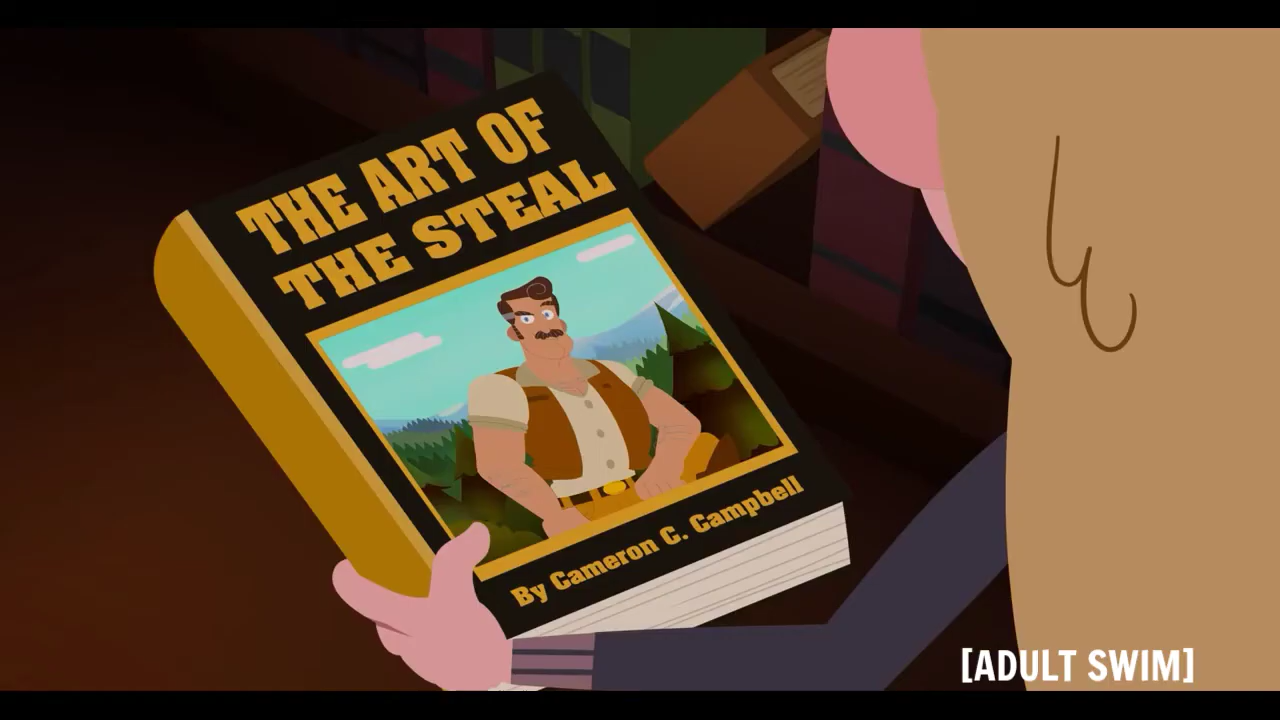 THE ART OF
THE STEAL
By Cameron C. Campbell
[ADULT SWIM]